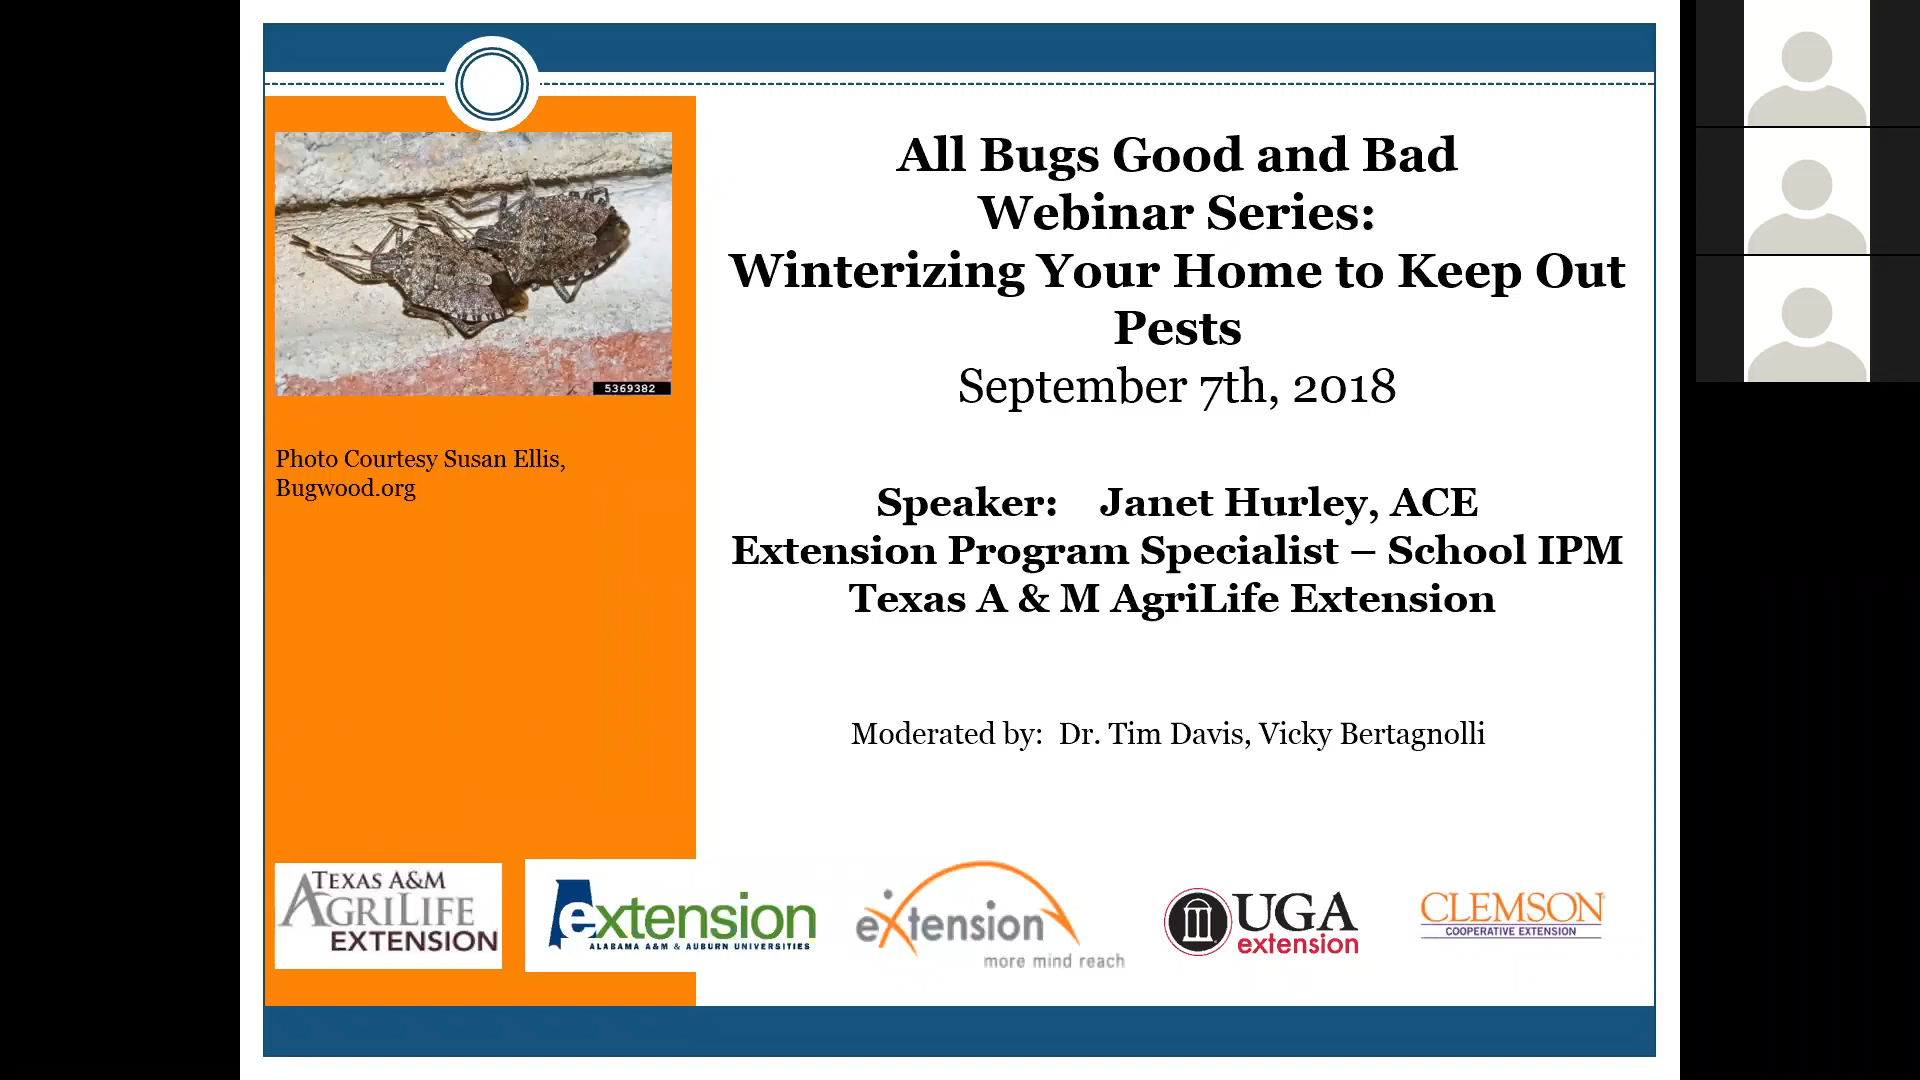 All Bugs Good and Bad
Webinar Series:
Winterizing Your Home to Keep Out
Pests
September 7th, 2018
5369382
Photo Courtesy Susan Ellis,
Bugwood.org
Speaker: Janet Hurley, ACE
Extension Program Specialist – School IPM
Texas A & M AgriLife Extension
Moderated by: Dr. Tim Davis, Vicky Bertagnolli
TEXAS A&M
AGRILIFE
EXTENSION
extension
ALABAMA A&M & AUBURN UNIVERSITIES
eXtension
more mind reach
UGA
extension
CLEMSON
COOPERATIVE EXTENSION